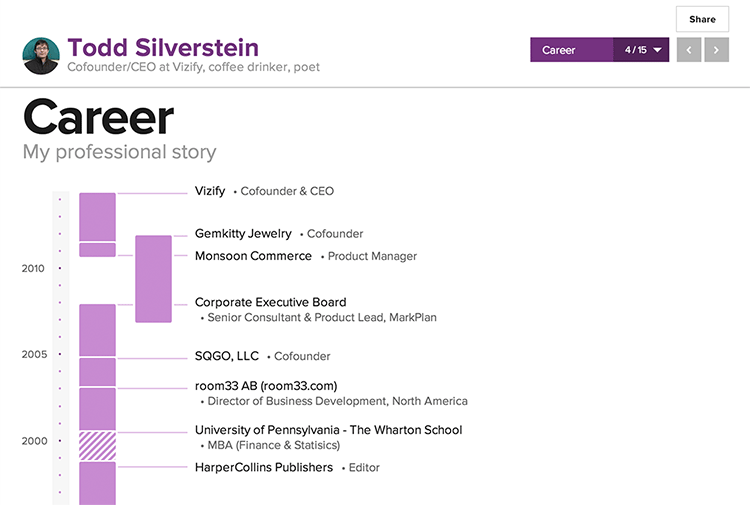 Share
Todd Silverstein
Cofounder/CEO at Vizify, coffee drinker, poet
Career 4/15
Career
My professional story
Vizify • Cofounder & CEO
Gemkitty Jewelry • Cofounder
Monsoon Commerce • Product Manager
2010
Corporate Executive Board
• Senior Consultant & Product Lead, MarkPlan
2005
SQGO, LLC • Cofounder
room33 AB (room33.com)
• Director of Business Development, North America
University of Pennsylvania - The Wharton School
2000
• MBA (Finance & Statisics)
HarperCollins Publishers • Editor